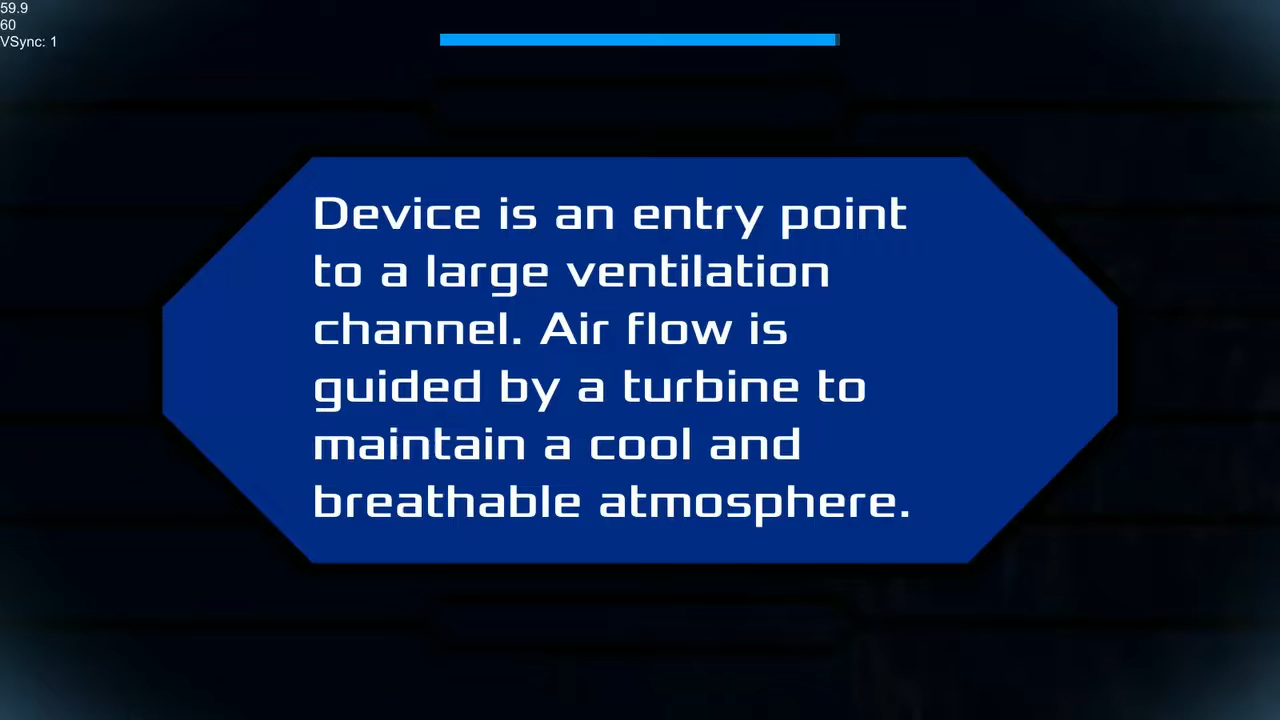 59.9
60
VSync: 1
Device is an entry point
to a large ventilation
channel. Air flow is
guided by a turbine to
maintain a cool and
breathable atmosphere.